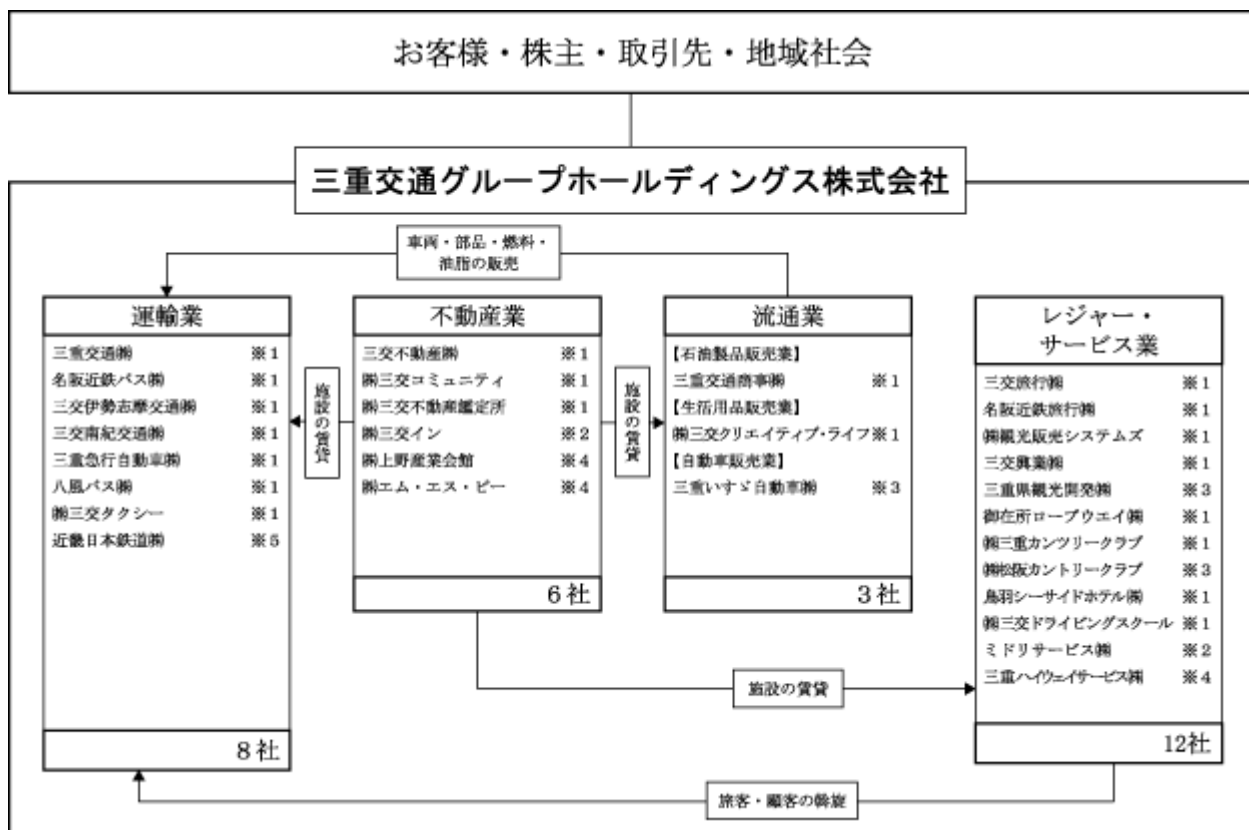 お客様・株主・取引先・地域社会
三重交通グループホールディングス株式会社
車両・部品・燃料・
油脂の販売
運輸業
三重交通㈱ ※1
名阪近鉄バス㈱ ※1
三交伊勢志摩交通㈱ ※1
三交南紀交通㈱ ※1
三重急行自動車㈱ ※1
八風バス㈱ ※1
㈱三交タクシー ※1
近畿日本鉄道㈱ ※5
8社
施設の賃貸
不動産業
三交不動産㈱ ※1
㈱三交コミュニティ ※1
㈱三交不動産鑑定所 ※1
㈱三交イン ※2
㈱上野産業会館 ※4
㈱エム・エス・ピー ※4
6社
施設の賃貸
流通業
【石油製品販売業】
三重交通商事㈱ ※1
【生活用品販売業】
㈱三交クリエイティブ・ライフ ※1
【自動車販売業】
三重いすゞ自動車㈱ ※3
3社
レジャー・
サービス業
三交旅行㈱ ※1
名阪近鉄旅行㈱ ※1
㈱観光販売システムズ ※1
三交興業㈱ ※1
三重県観光開発㈱ ※3
御在所ロープウエイ㈱ ※1
㈱三重カンツリークラブ ※1
㈱松阪カントリークラブ ※3
鳥羽シーサイドホテル㈱ ※1
㈱三交ドライビングスクール ※1
ミドリサービス㈱ ※2
三重ハイウェイサービス㈱ ※4
12社
施設の賃貸
旅客・顧客の斡旋